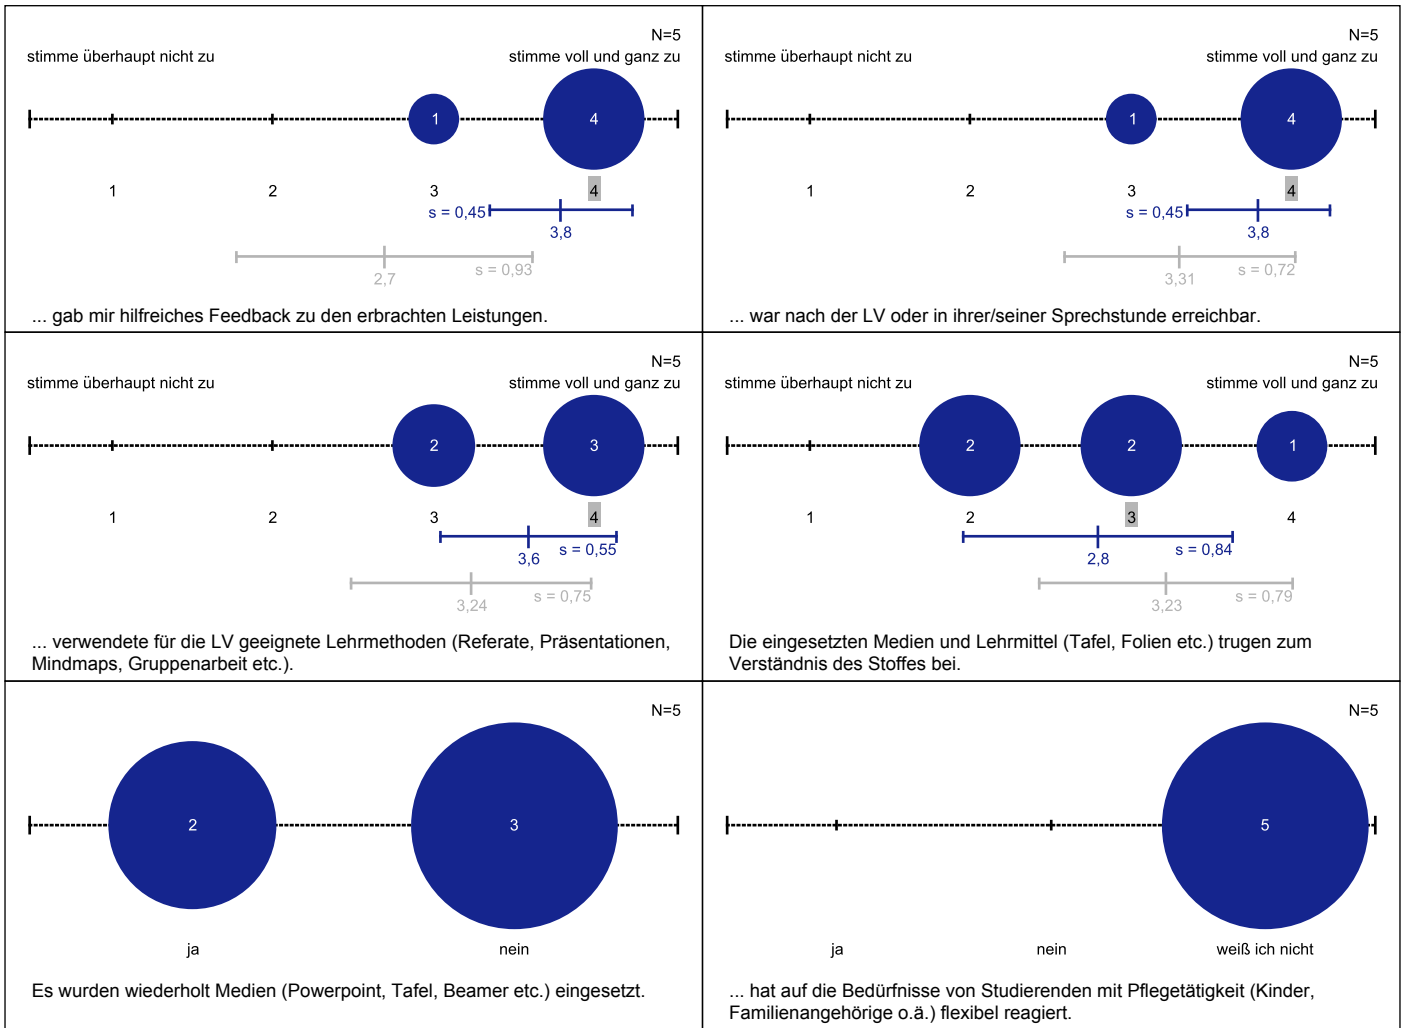 N=5
stimme überhaupt nicht zu
stimme voll und ganz zu
1
4
1
2
3
4
s = 0,45
3,8
s = 0,93
2,7
... gab mir hilfreiches Feedback zu den erbrachten Leistungen.
N=5
stimme überhaupt nicht zu
stimme voll und ganz zu
1
4
1
2
3
4
s = 0,45
3,8
s = 0,72
3,31
... war nach der LV oder in ihrer/seiner Sprechstunde erreichbar.
N=5
stimme überhaupt nicht zu
stimme voll und ganz zu
2
3
1
2
3
4
s = 0,55
3,6
s = 0,75
3,24
... verwendete für die LV geeignete Lehrmethoden (Referate, Präsentationen,
Mindmaps, Gruppenarbeit etc.).
N=5
stimme überhaupt nicht zu
stimme voll und ganz zu
2
2
1
1
2
3
4
s = 0,84
2,8
s = 0,79
3,23
Die eingesetzten Medien und Lehrmittel (Tafel, Folien etc.) trugen zum
Verständnis des Stoffes bei.
N=5
2
3
ja
nein
Es wurden wiederholt Medien (Powerpoint, Tafel, Beamer etc.) eingesetzt.
N=5
5
ja
nein
weiß ich nicht
... hat auf die Bedürfnisse von Studierenden mit Pflegetätigkeit (Kinder,
Familienangehörige o.ä.) flexibel reagiert.